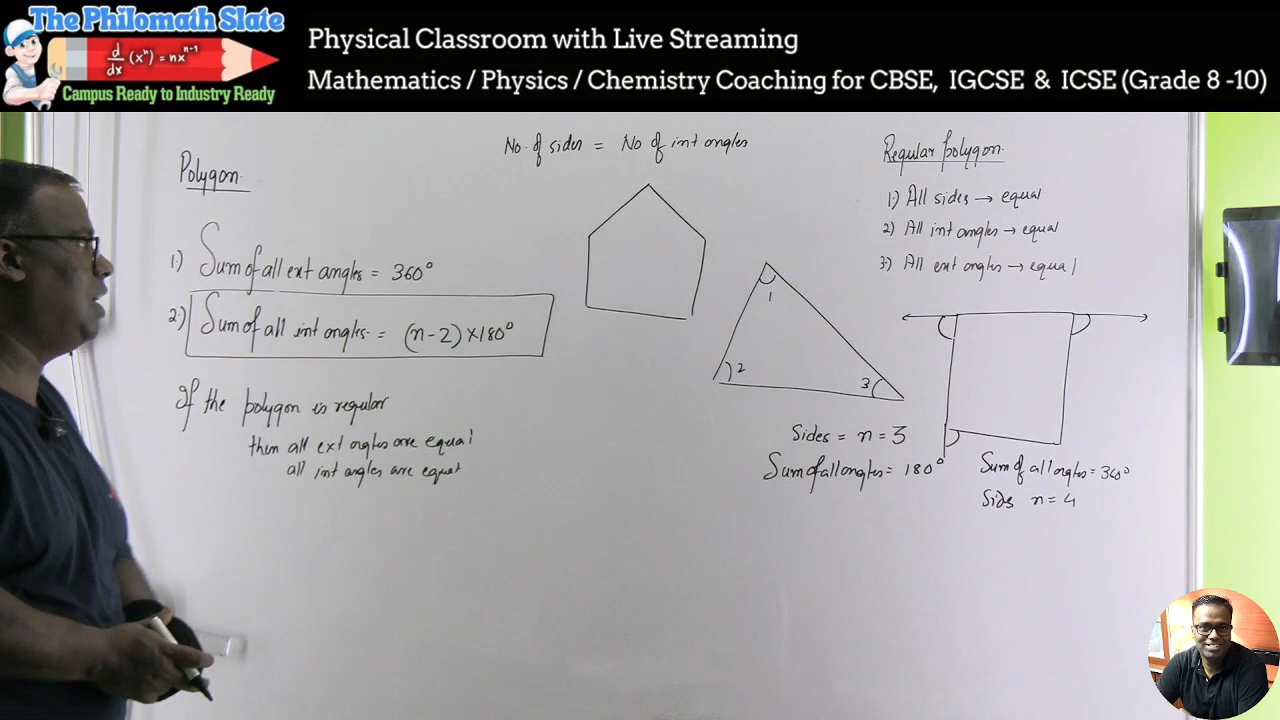 The Philomath Slate
d/dx (xⁿ) = nxⁿ⁻¹
Campus Ready to Industry Ready
Physical Classroom with Live Streaming
Mathematics / Physics / Chemistry Coaching for CBSE, IGCSE & ICSE (Grade 8 -10)
No. of sides = No of int angles
Polygon.
1) Sum of all ext angles = 360°
2.) Sum of all int angles = (n-2)×180°
If the polygon is regular
then all ext angles are equal
all int angles are equal
1
2
3
Sides = n = 3
Sum of all angles = 180°
Regular polygon.
1.) All sides → equal
2) All int angles → equal
3) All ext angles → equal
Sum of all angles = 360°
Sids n = 4